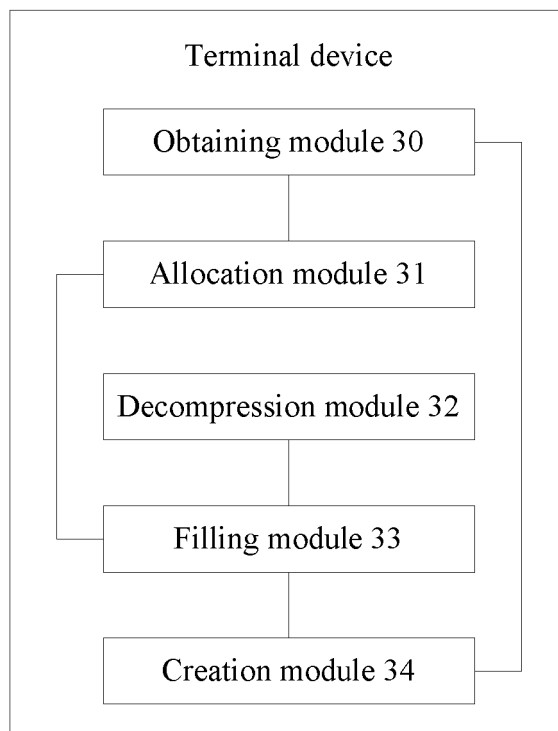 Terminal device
Obtaining module 30
Allocation module 31
Decompression module 32
Filling module 33
Creation module 34